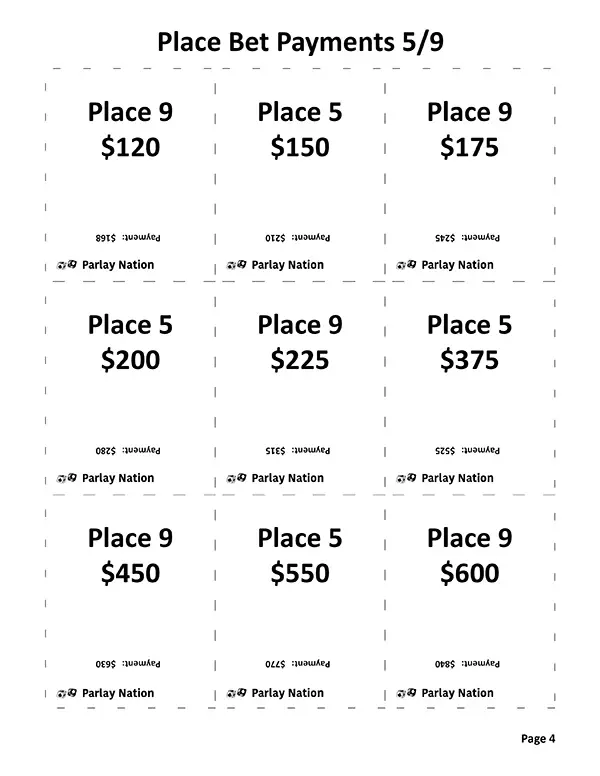 Place Bet Payments 5/9
Place 9
$120
Payment: $168
Parlay Nation
Place 5
$150
Payment: $210
Parlay Nation
Place 9
$175
Payment: $245
Parlay Nation
Place 5
$200
Payment: $280
Parlay Nation
Place 9
$225
Payment: $315
Parlay Nation
Place 5
$375
Payment: $525
Parlay Nation
Place 9
$450
Payment: $630
Parlay Nation
Place 5
$550
Payment: $770
Parlay Nation
Place 9
$600
Payment: $840
Parlay Nation
Page 4